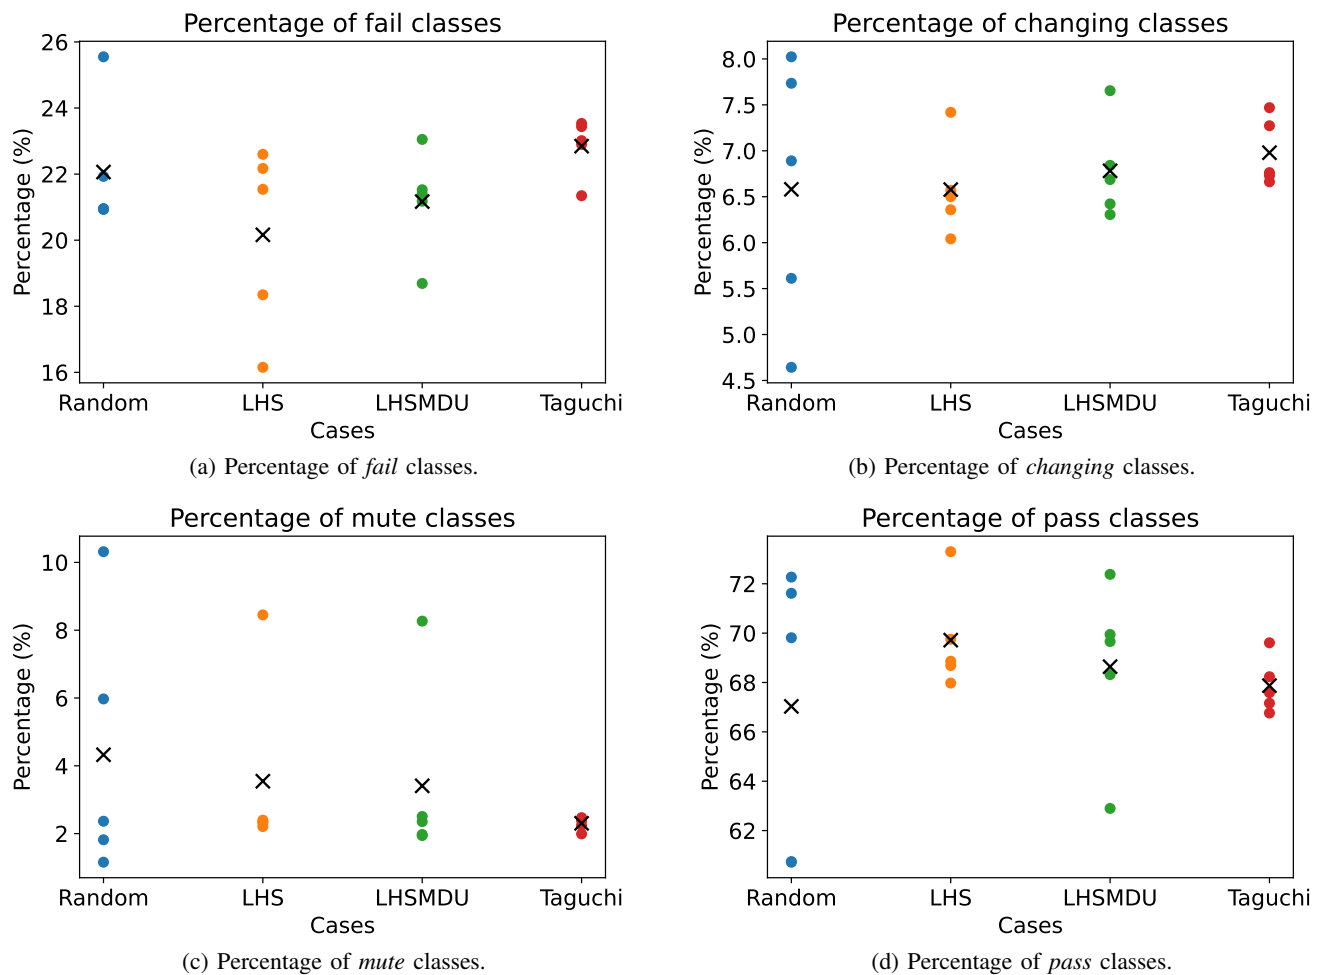 Percentage of fail classes
26
24
22
20
18
16
Percentage (%)
Random LHS LHSMDU Taguchi
Cases
(a) Percentage of fail classes.
Percentage of changing classes
8.0
7.5
7.0
6.5
6.0
5.5
5.0
4.5
Percentage (%)
Random LHS LHSMDU Taguchi
Cases
(b) Percentage of changing classes.
Percentage of mute classes
10
8
6
4
2
Percentage (%)
Random LHS LHSMDU Taguchi
Cases
(c) Percentage of mute classes.
Percentage of pass classes
72
70
68
66
64
62
Percentage (%)
Random LHS LHSMDU Taguchi
Cases
(d) Percentage of pass classes.